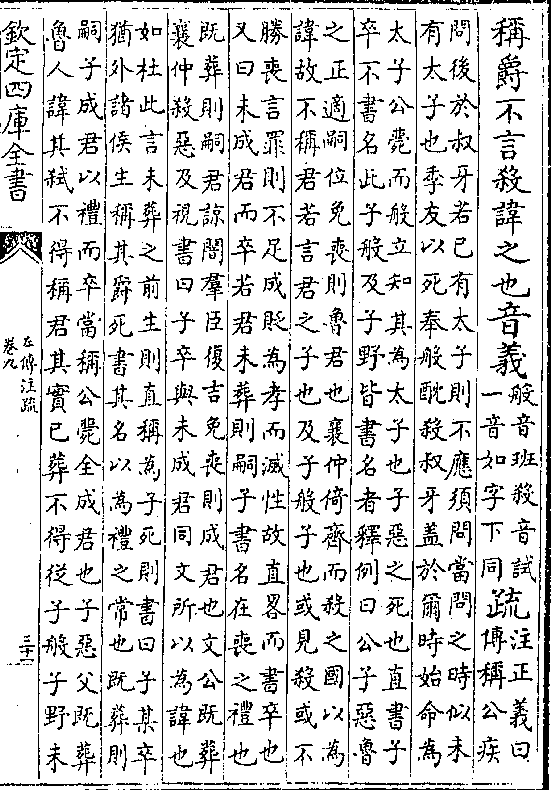 稱爵不言殺諱之也音義般音班殺音試
一音如字下同疏注正義曰
傳稱公疾
問後於叔牙若已有太子則不應須問當問之時似未
有太子也季友以死奉般酖殺叔牙蓋於爾時始命為
太子公薨而般立知其為太子也子惡之死也直書子
卒不書名此子般及子野皆書名者釋例曰公子惡魯
之正適嗣位免喪則魯君也襄仲倚齊而殺之國以為
諱故不稱君若言君之子也及子般子也或見殺或不
勝喪言罪則不足成貶為孝而滅性故直畧而書卒也
又曰未成君而卒若君未葬則嗣子書名在喪之禮也
既葬則嗣君諒闇羣臣復吉免喪則成君也文公既葬
襄仲殺惡及視書曰子卒與未成君同文所以為諱也
如杜此言未葬之前生則直稱為子死則書曰子某卒
猶外諸侯生稱其爵死書其名以為禮之常也既葬則
嗣子成君以禮而卒當稱公薨全成君也子惡父既葬
魯人諱其弑不得稱君其實已葬不得從子般子野未
欽定四庫全書
左傳注疏
卷九
三十一